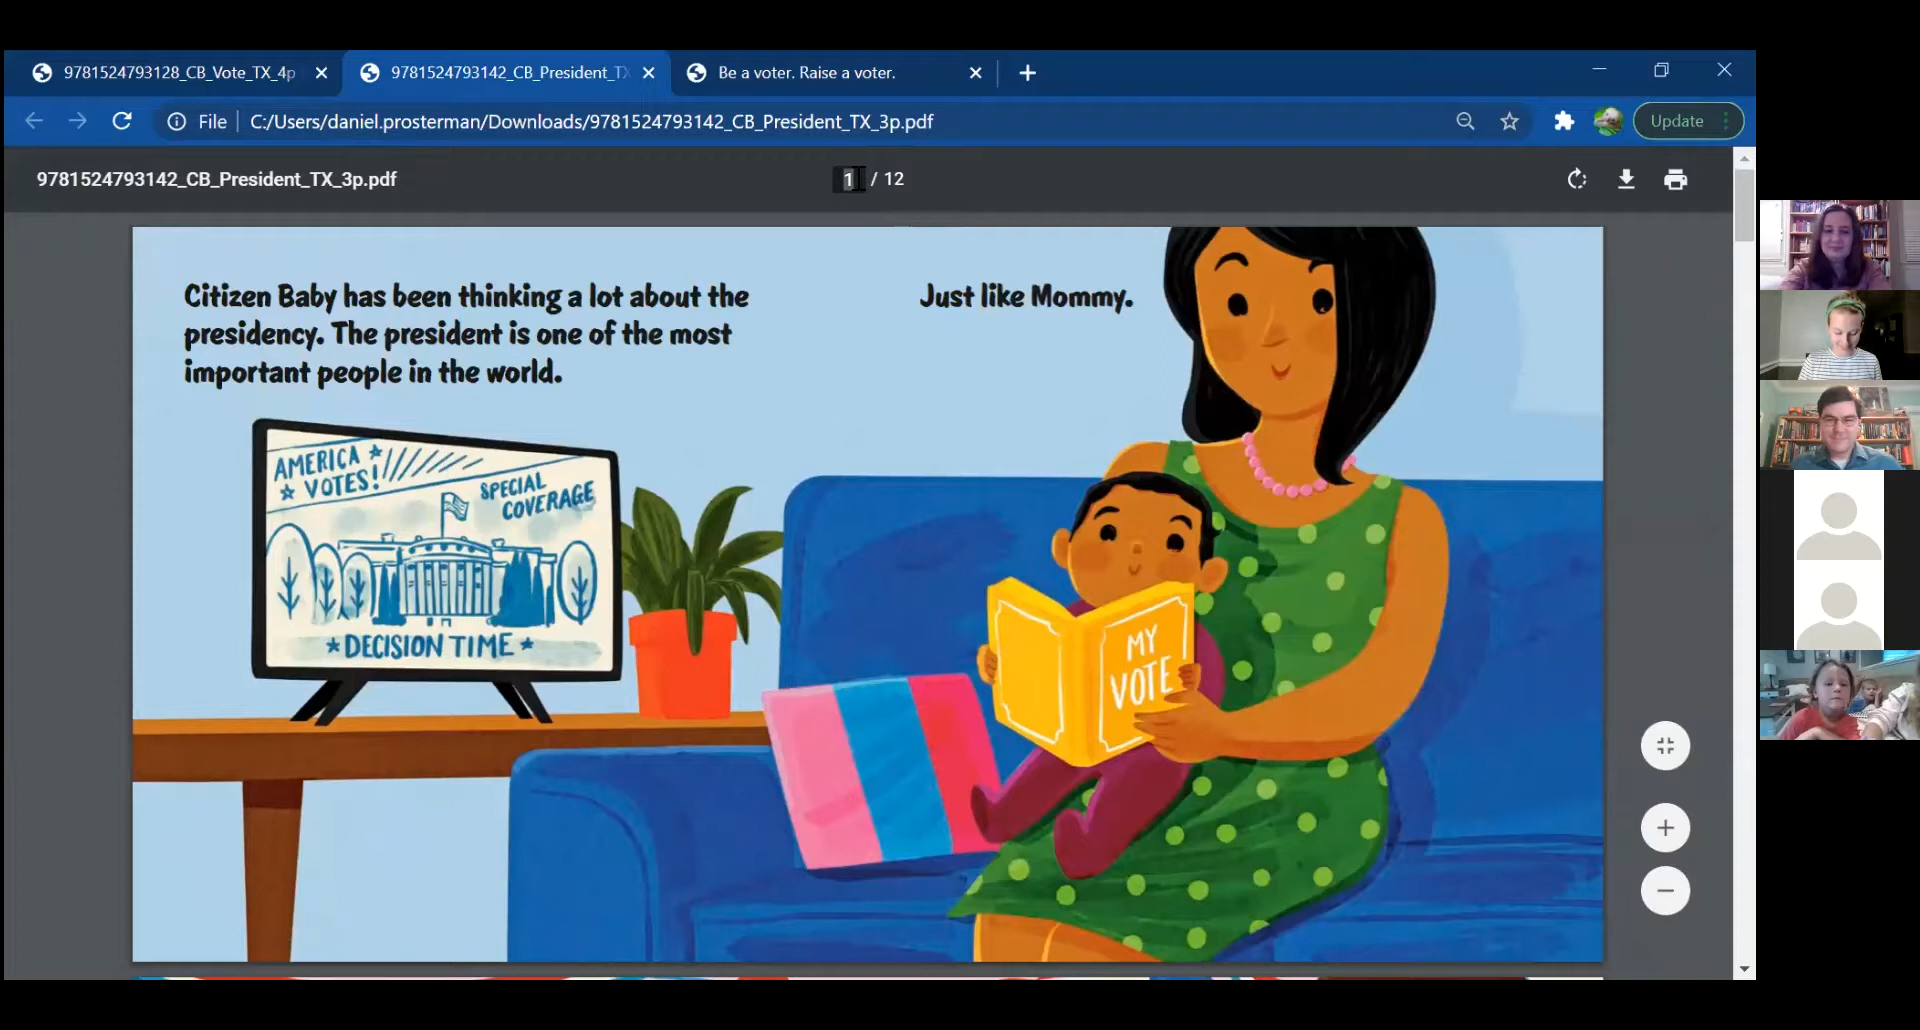 9781524793128_CB_Vote_TX_4p
9781524793142_CB_President_TX
Be a voter. Raise a voter.
File
C:/Users/daniel.prosterman/Downloads/9781524793142_CB_President_TX_3p.pdf
Update
9781524793142_CB_President_TX_3p.pdf
1 / 12
Citizen Baby has been thinking a lot about the
presidency. The president is one of the most
important people in the world.
Just like Mommy.
AMERICA
VOTES!
SPECIAL
COVERAGE
DECISION TIME
MY
VOTE